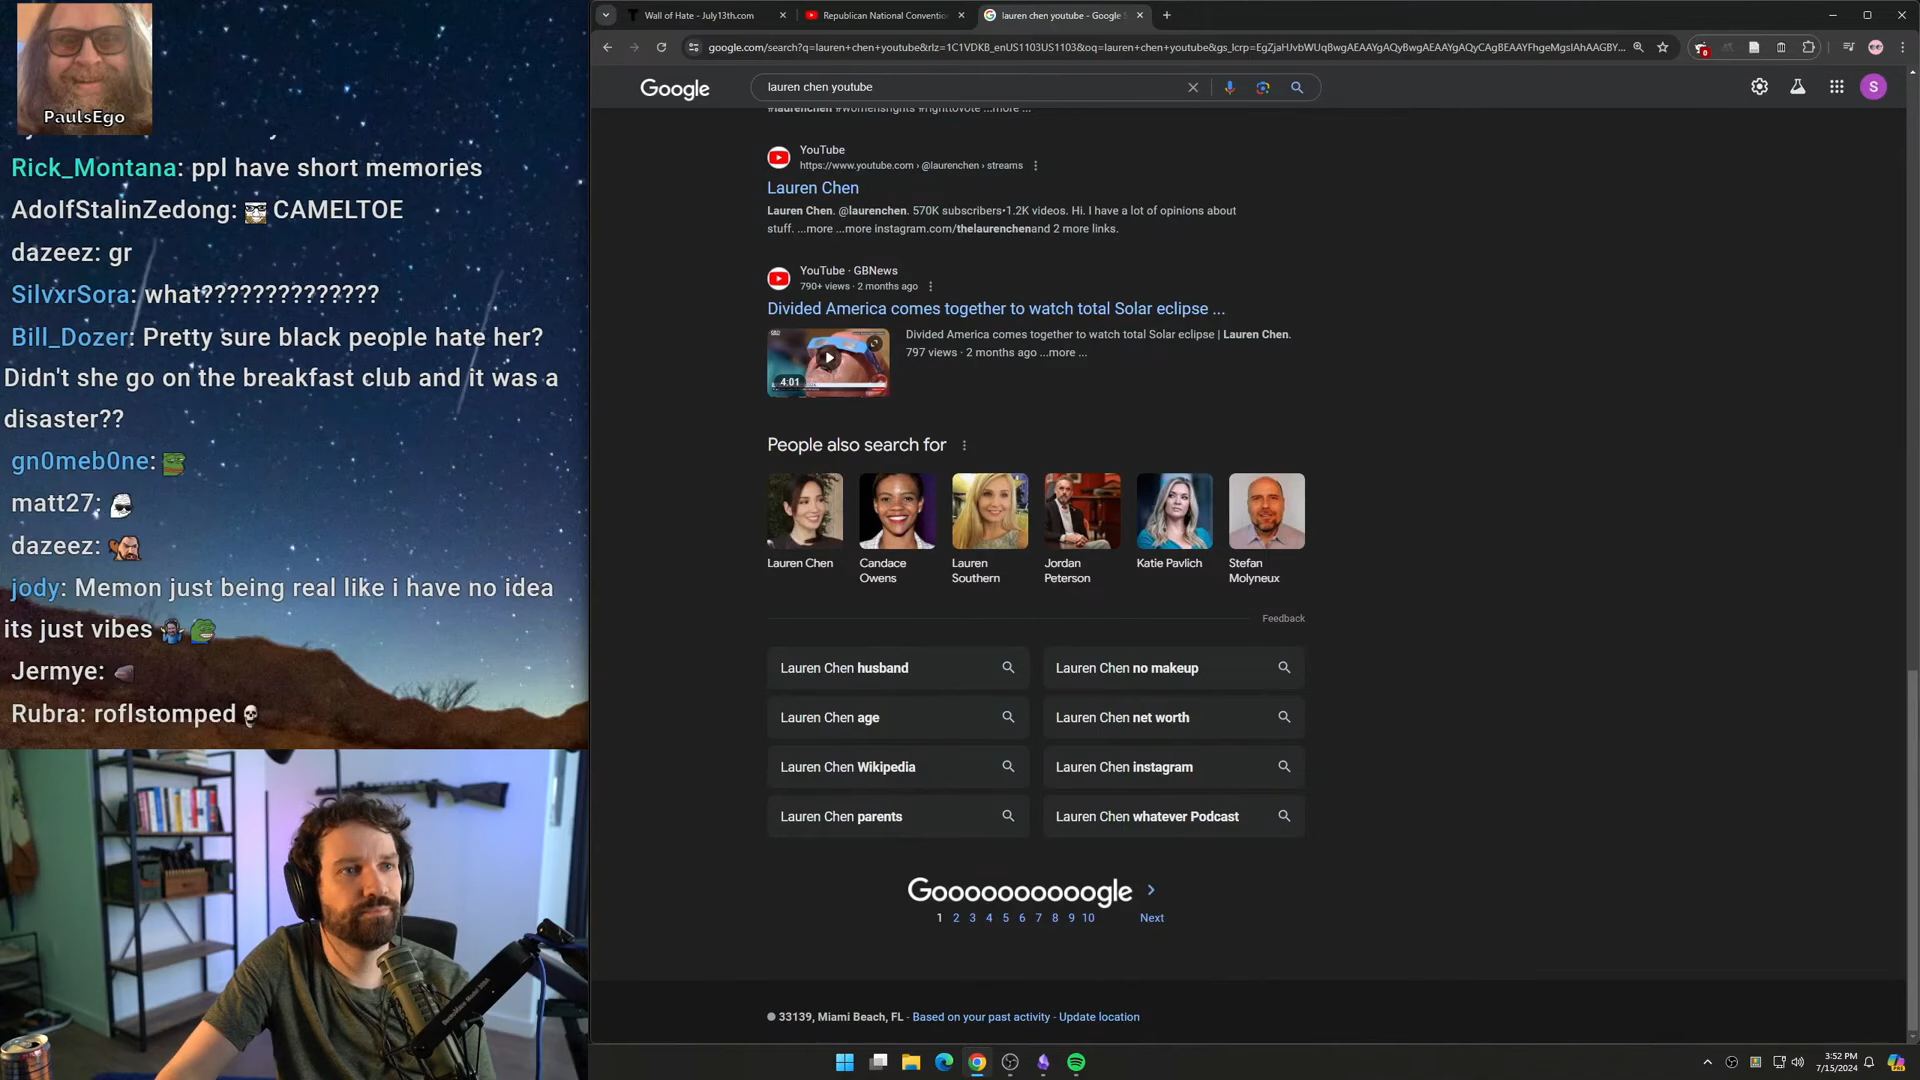 PaulsEgo
Rick_Montana: ppl have short memories
AdolfStalinZedong: CAMELTOE
dazeez: gr
SilvxrSora: what??????????????
Bill_Dozer: Pretty sure black people hate her?
Didn't she go on the breakfast club and it was a
disaster??
gn0meb0ne:
matt27:
dazeez:
jody: Memon just being real like i have no idea
its just vibes
Jermye:
Rubra: roflstomped
Wall of Hate - July13th.com
Republican National Conventio
lauren chen youtube - Google S
google.com/search?q=lauren+chen+youtube&rlz=1C1VDKB_enUS1103US1103&oq=lauren+chen+youtube&gs_lcrp=EgZjaHJvbWUqBwgAEAAYgAQyBwgAEAAYgAQyCAgBEAAYFhgeMgsIAhAAGBY...
0
Google
lauren chen youtube
S
#laurenchen #womensrights #righttovote ...more ...
YouTube
https://www.youtube.com › @laurenchen › streams
Lauren Chen
Lauren Chen. @laurenchen. 570K subscribers•1.2K videos. Hi. I have a lot of opinions about
stuff. ...more ...more instagram.com/thelaurenchenand 2 more links.
YouTube · GBNews
790+ views · 2 months ago
Divided America comes together to watch total Solar eclipse ...
4:01
Divided America comes together to watch total Solar eclipse | Lauren Chen.
797 views · 2 months ago ...more ...
People also search for
Lauren Chen
Candace
Owens
Lauren
Southern
Jordan
Peterson
Katie Pavlich
Stefan
Molyneux
Feedback
Lauren Chen husband
Lauren Chen no makeup
Lauren Chen age
Lauren Chen net worth
Lauren Chen Wikipedia
Lauren Chen instagram
Lauren Chen parents
Lauren Chen whatever Podcast
Goooooooooogle
1 2 3 4 5 6 7 8 9 10 Next
33139, Miami Beach, FL - Based on your past activity - Update location
3:52 PM
7/15/2024